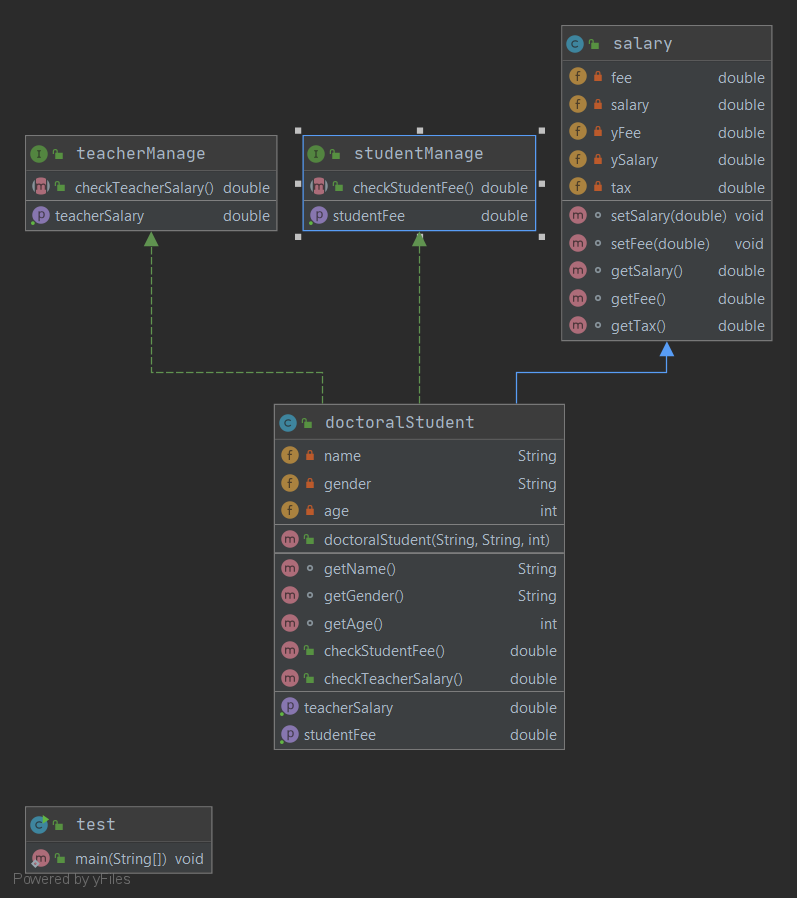 salary
fee double
salary double
yFee double
ySalary double
tax double
setSalary(double) void
setFee(double) void
getSalary() double
getFee() double
getTax() double
teacherManage
checkTeacherSalary() double
teacherSalary double
studentManage
checkStudentFee() double
studentFee double
doctoralStudent
name String
gender String
age int
doctoralStudent(String, String, int)
getName() String
getGender() String
getAge() int
checkStudentFee() double
checkTeacherSalary() double
teacherSalary double
studentFee double
test
main(String[]) void
Powered by yFiles